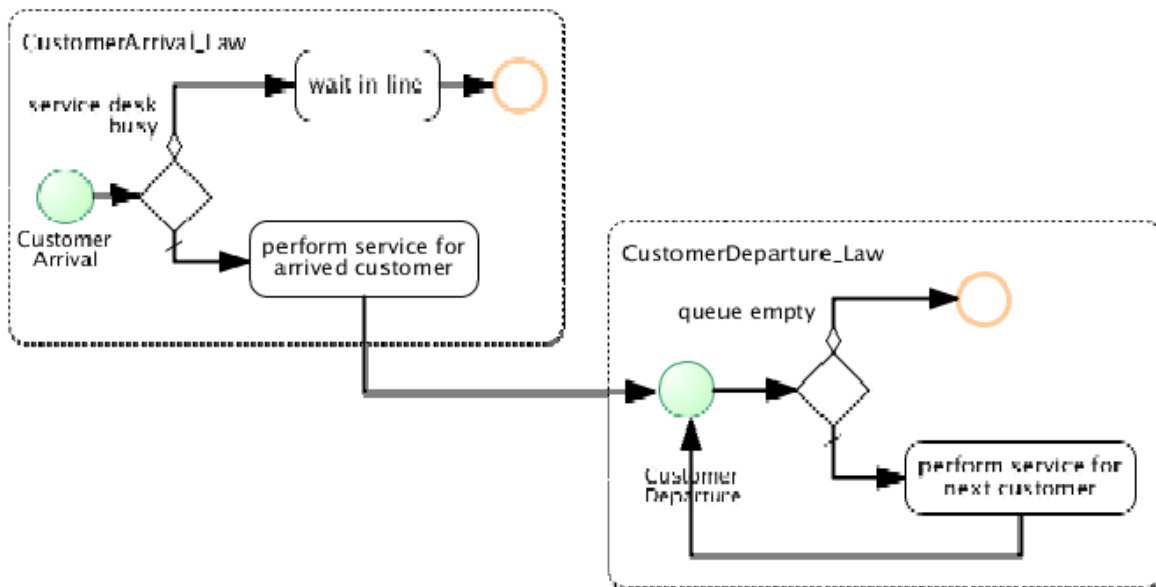 CustomerArrival_Law
wait in line
service desk
busy
Customer
Arrival
perform service for
arrived customer
CustomerDeparture_Law
queue empty
Customer
Departure
perform service for
next customer